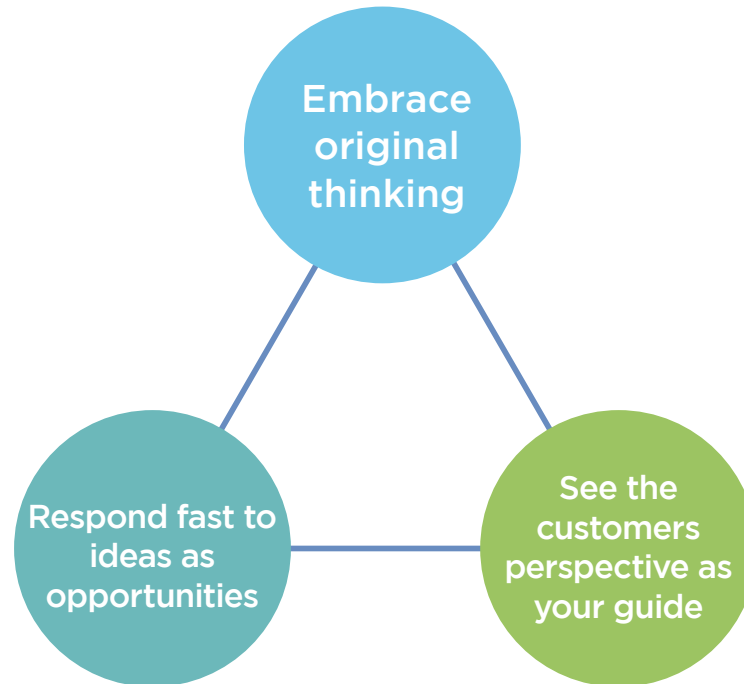 Embrace
original
thinking
Respond fast to
ideas as
opportunities
See the
customers
perspective as
your guide